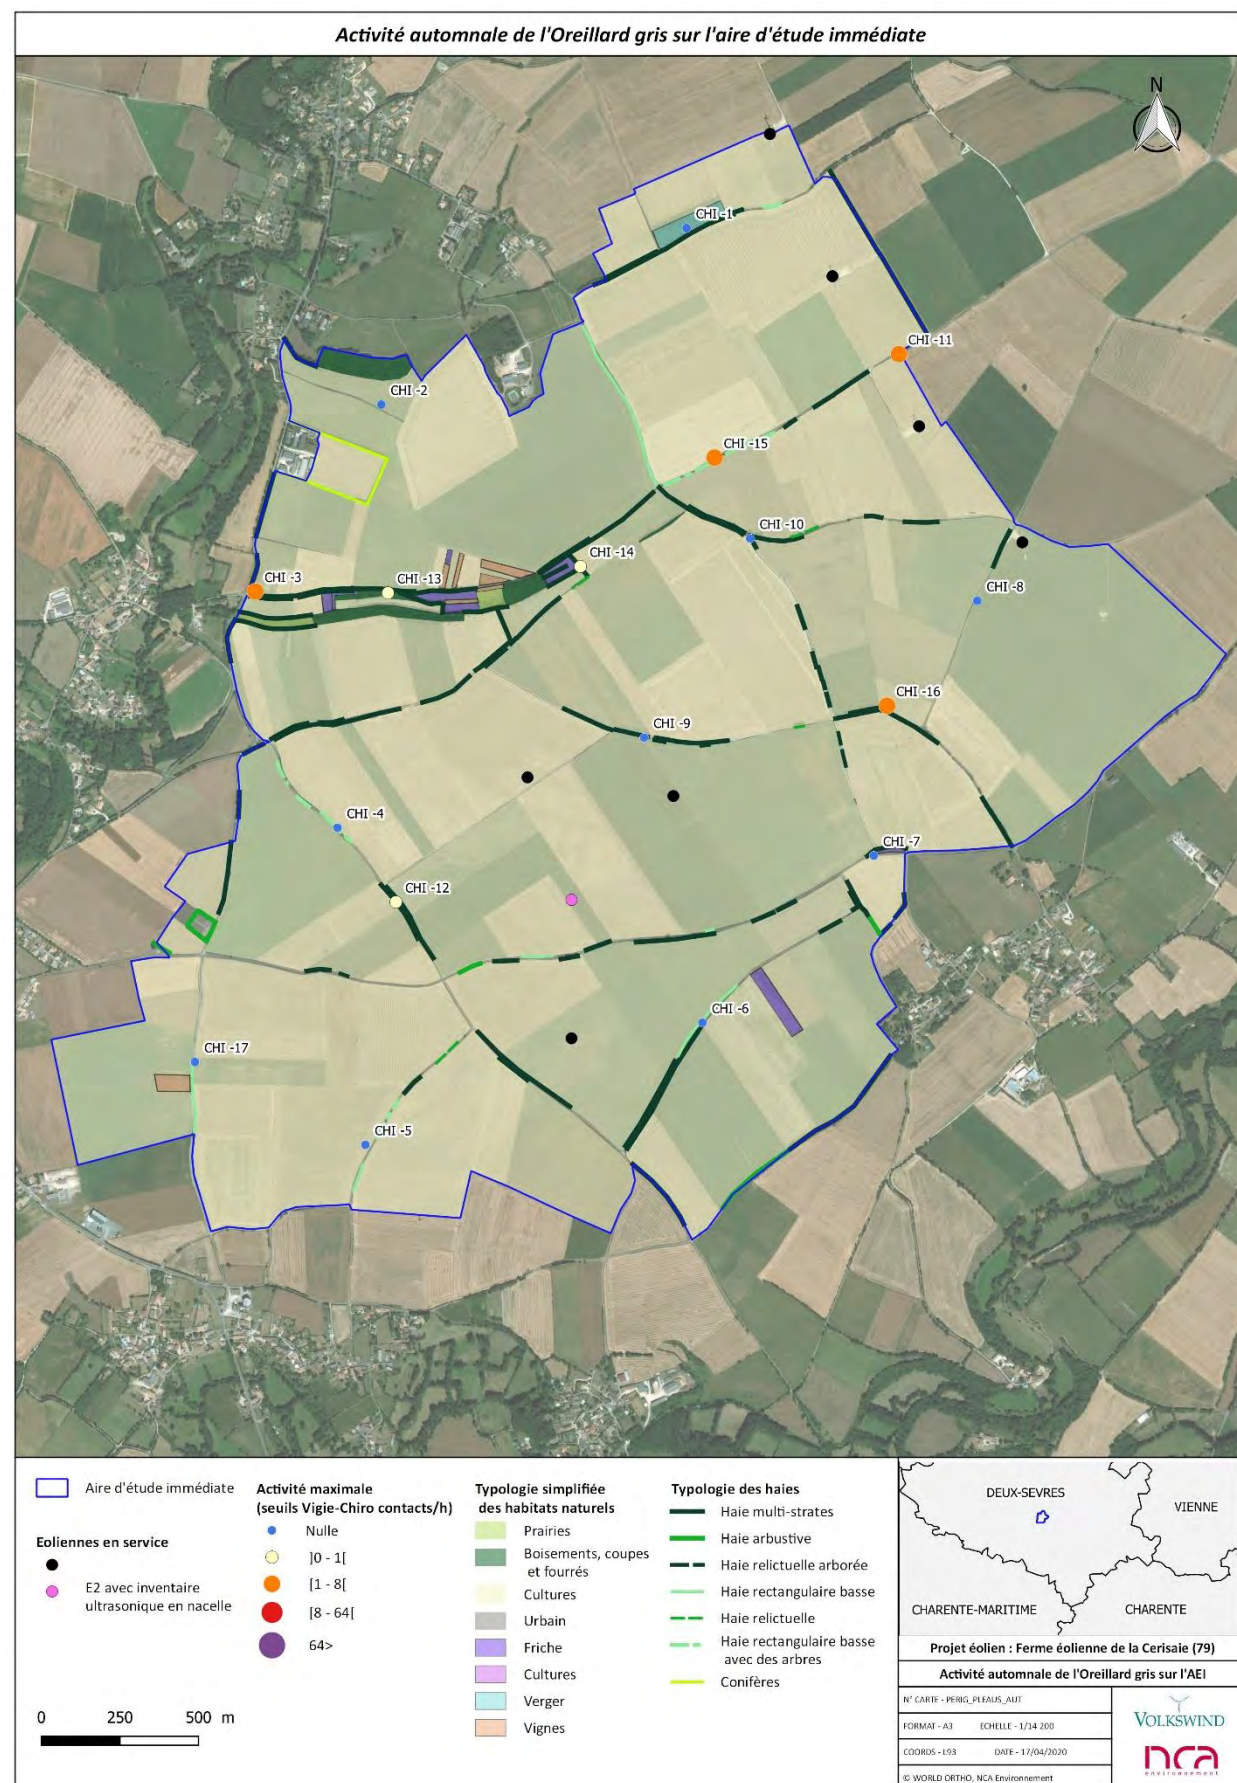 Activité automnale de l'Oreillard gris sur l'aire d'étude immédiate
N
CHI -1
CHI -11
CHI -2
CHI -15
CHI -10
CHI -14
CHI -3
CHI -13
CHI -8
CHI -16
CHI -9
CHI -4
CHI -7
CHI -12
CHI -6
CHI -17
CHI -5
Aire d'étude immédiate
Eoliennes en service
E2 avec inventaire
ultrasonique en nacelle
0 250 500 m
Activité maximale
(seuils Vigie-Chiro contacts/h)
Nulle
]0 - 1[
[1 - 8[
[8 - 64[
64>
Typologie simplifiée
des habitats naturels
Prairies
Boisements, coupes
et fourrés
Cultures
Urbain
Friche
Cultures
Verger
Vignes
Typologie des haies
Haie multi-strates
Haie arbustive
Haie relictuelle arborée
Haie rectangulaire basse
Haie relictuelle
Haie rectangulaire basse
avec des arbres
Conifères
DEUX-SEVRES
VIENNE
CHARENTE-MARITIME
CHARENTE
Projet éolien : Ferme éolienne de la Cerisaie (79)
Activité automnale de l'Oreillard gris sur l'AEI
N° CARTE - PERIG_PLEAUS_AUT
FORMAT - A3 ECHELLE - 1/14 200
COORDS - L93 DATE - 17/04/2020
© WORLD ORTHO, NCA Environnement
VOLKSWIND
nca
environnement